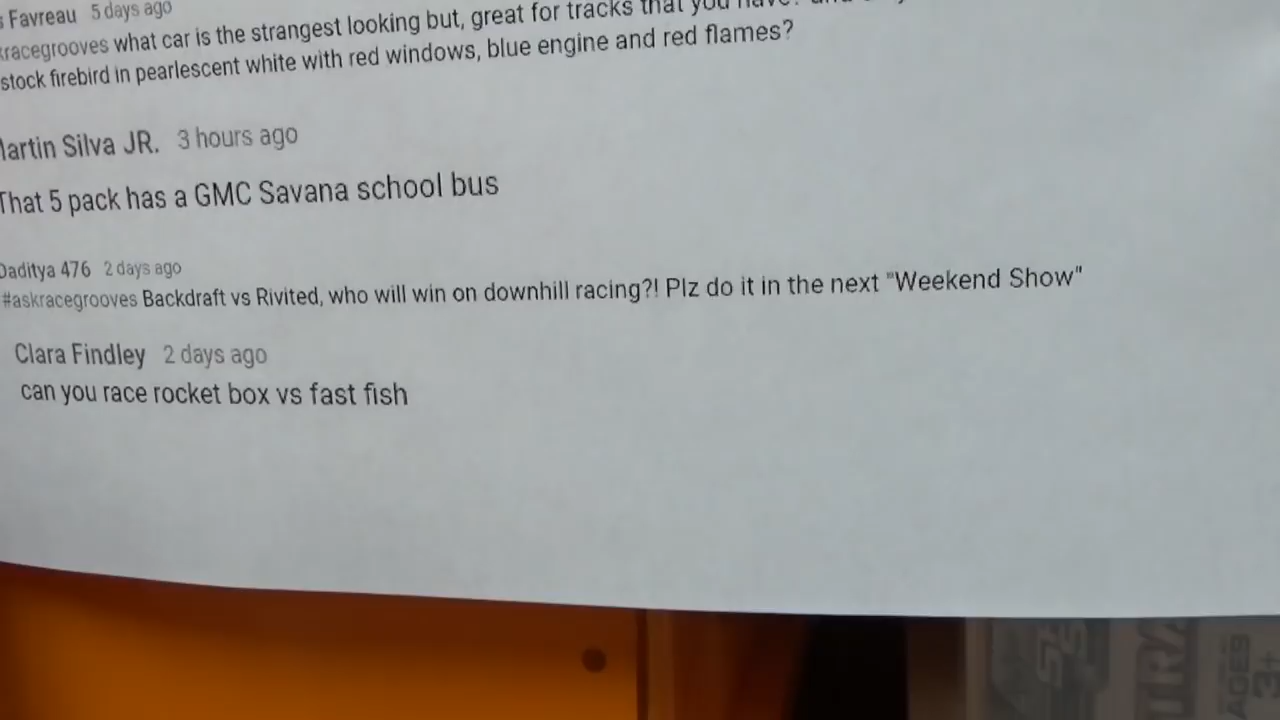 Favreau 5 days ago
racegrooves what car is the strangest looking but, great for tracks that you
stock firebird in pearlescent white with red windows, blue engine and red flames?
artin Silva JR. 3 hours ago
That 5 pack has a GMC Savana school bus
Daditya 476 2 days ago
#askracegrooves Backdraft vs Rivited, who will win on downhill racing?! Plz do it in the next "Weekend Show"
Clara Findley 2 days ago
can you race rocket box vs fast fish
AGES
3+